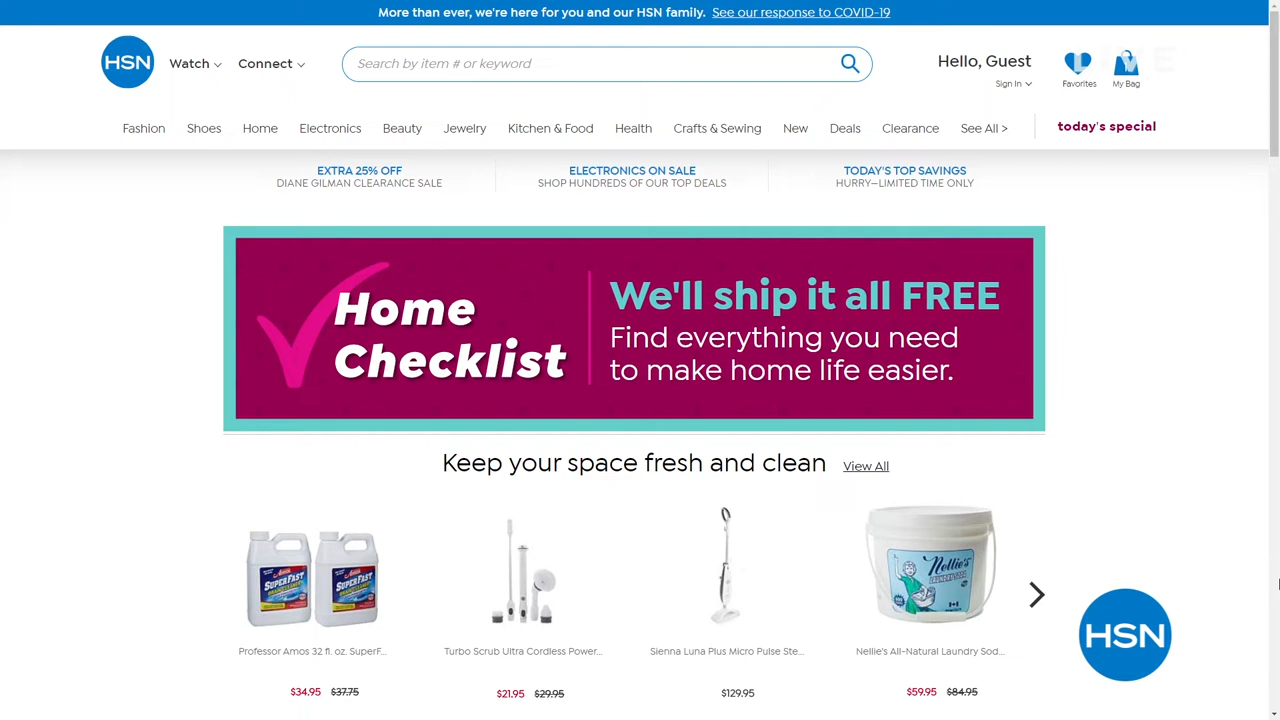 More than ever, we're here for you and our HSN family. See our response to COVID-19
HSN
Watch
Connect
Search by item # or keyword
Hello, Guest
Sign In
Favorites
My Bag
Fashion
Shoes
Home
Electronics
Beauty
Jewelry
Kitchen & Food
Health
Crafts & Sewing
New
Deals
Clearance
See All >
today's special
EXTRA 25% OFF
DIANE GILMAN CLEARANCE SALE
ELECTRONICS ON SALE
SHOP HUNDREDS OF OUR TOP DEALS
TODAY'S TOP SAVINGS
HURRY—LIMITED TIME ONLY
Home
Checklist
We'll ship it all FREE
Find everything you need
to make home life easier.
Keep your space fresh and clean View All
Amos
SUPERFAST
Amos
SUPERFAST
Nellie's
HSN
Professor Amos 32 fl. oz. SuperF...
Turbo Scrub Ultra Cordless Power...
Sienna Luna Plus Micro Pulse Ste...
Nellie's All-Natural Laundry Sod...
$34.95 $37.75
$21.95 $29.95
$129.95
$59.95 $84.95